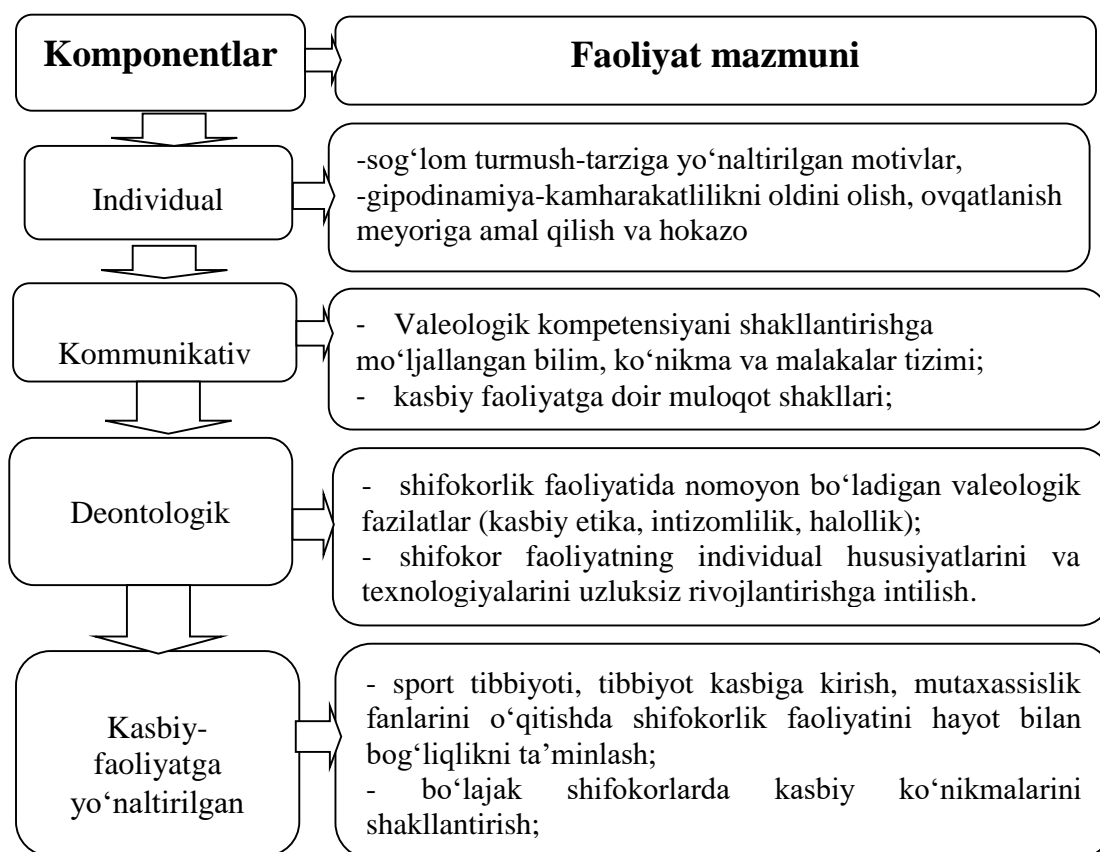 Komponentlar
Faoliyat mazmuni
Individual
-sog‘lom turmush-tarziga yo‘naltirilgan motivlar,
-gipodinamiya-kamharakatlilikni oldini olish, ovqatlanish
meyoriga amal qilish va hokazo
Kommunikativ
- Valeologik kompetensiyani shakllantirishga
mo‘ljallangan bilim, ko‘nikma va malakalar tizimi;
- kasbiy faoliyatga doir muloqot shakllari;
Deontologik
- shifokorlik faoliyatida nomoyon bo‘ladigan valeologik
fazilatlar (kasbiy etika, intizomlilik, halollik);
- shifokor faoliyatning individual hususiyatlarini va
texnologiyalarini uzluksiz rivojlantirishga intilish.
Kasbiy-
faoliyatga
yo‘naltirilgan
- sport tibbiyoti, tibbiyot kasbiga kirish, mutaxassislik
fanlarini o‘qitishda shifokorlik faoliyatini hayot bilan
bog‘liqlikni ta’minlash;
- bo‘lajak shifokorlarda kasbiy ko‘nikmalarini
shakllantirish;